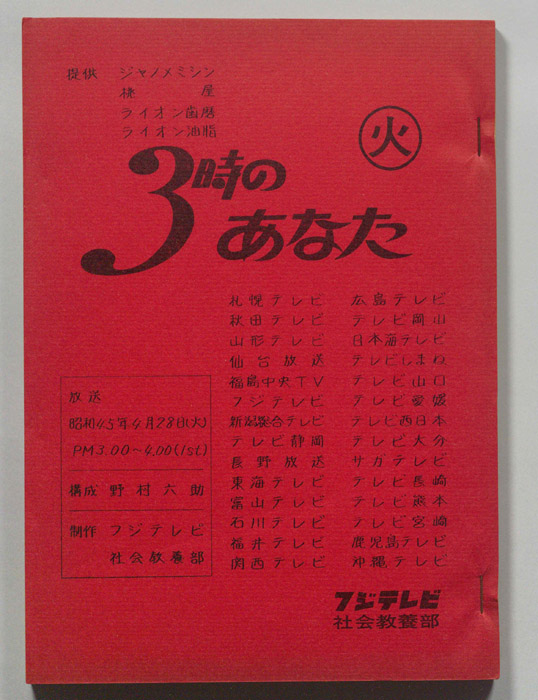 提供 ジャノメミシン
桃屋
ライオン歯磨
ライオン油脂
火
3時の
あなた
札幌テレビ 広島テレビ
秋田テレビ テレビ岡山
山形テレビ 日本海テレビ
仙台放送 テレビしまね
福島中央TV テレビ山口
フジテレビ テレビ愛媛
新潟総合テレビ テレビ西日本
テレビ静岡 テレビ大分
長野放送 サガテレビ
東海テレビ テレビ長崎
富山テレビ テレビ熊本
石川テレビ テレビ宮崎
福井テレビ 鹿児島テレビ
関西テレビ 沖縄テレビ
放送
昭和45年4月28日(火)
PM3.00~4.00(1st)
構成 野村六助
制作 フジテレビ
社会教養部
フジテレビ
社会教養部